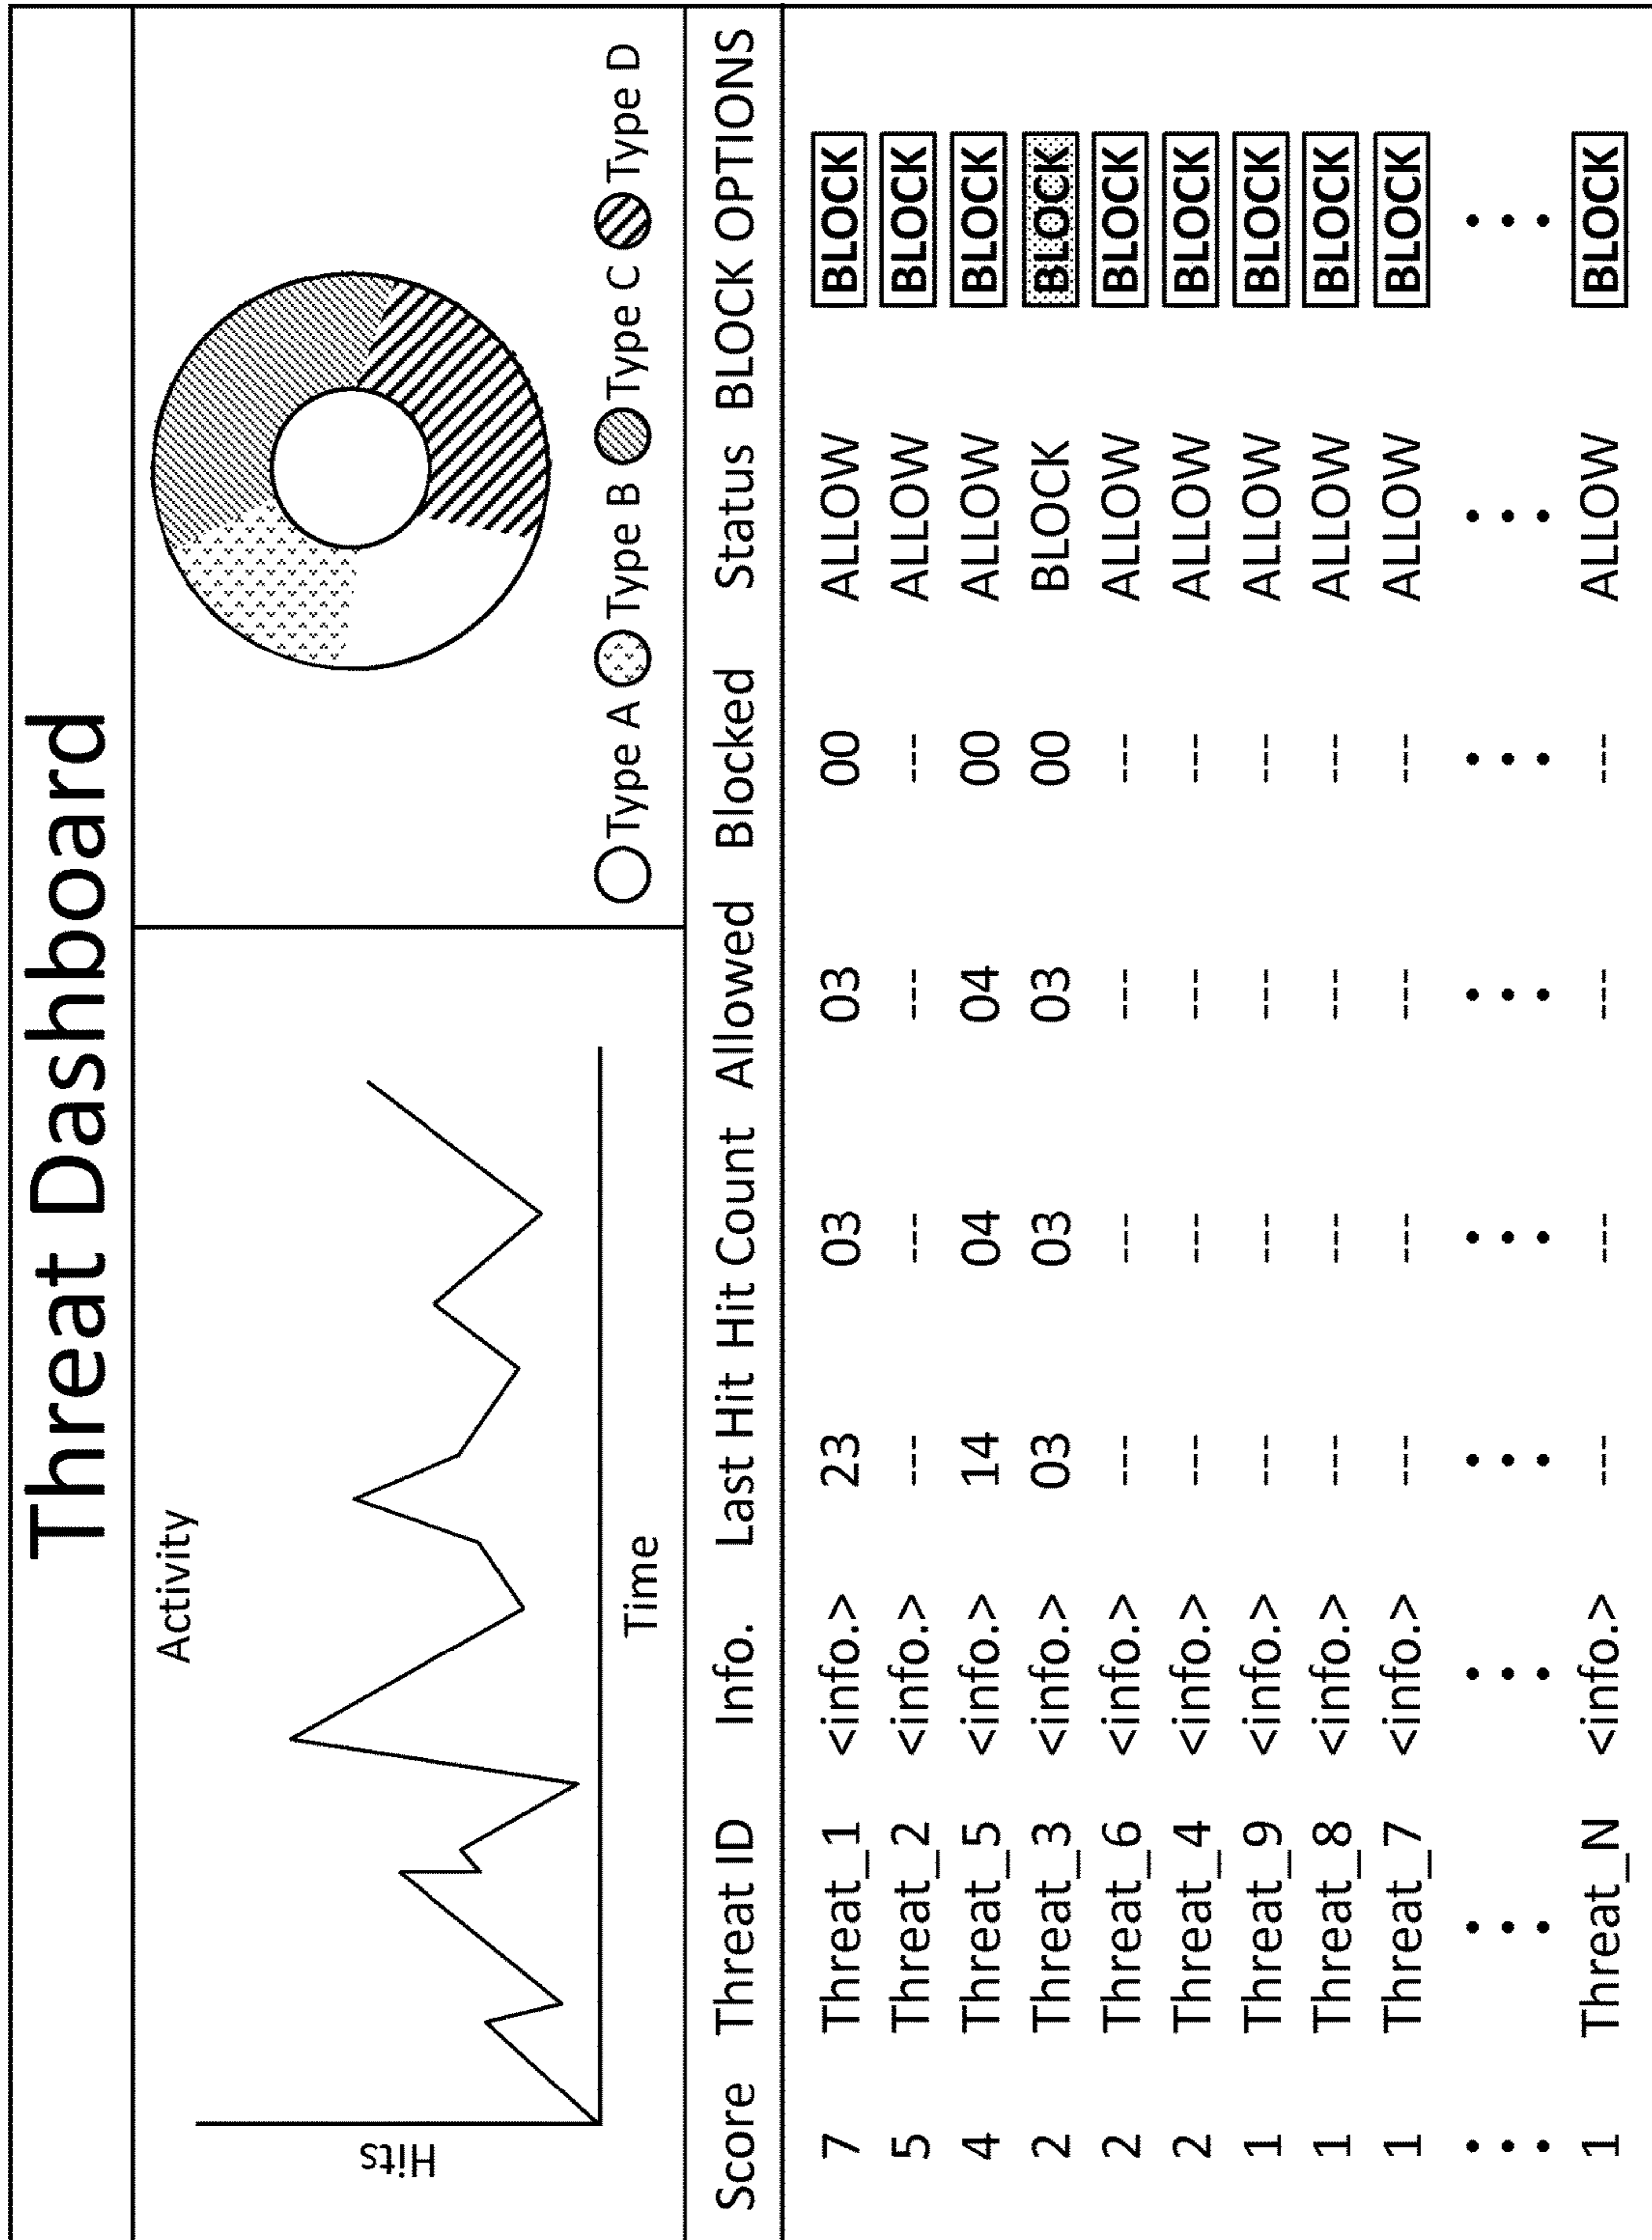 Threat Dashboard
Activity
Hits
Time
Type A Type B Type C Type D
Score Threat ID Info. Last Hit Hit Count Allowed Blocked Status BLOCK OPTIONS
7 Threat_1 <info.> 23 03 03 00 ALLOW BLOCK
5 Threat_2 <info.> --- --- --- --- ALLOW BLOCK
4 Threat_5 <info.> 14 04 04 00 ALLOW BLOCK
2 Threat_3 <info.> 03 03 03 00 BLOCK BLOCK
2 Threat_6 <info.> --- --- --- --- ALLOW BLOCK
2 Threat_4 <info.> --- --- --- --- ALLOW BLOCK
1 Threat_9 <info.> --- --- --- --- ALLOW BLOCK
1 Threat_8 <info.> --- --- --- --- ALLOW BLOCK
1 Threat_7 <info.> --- --- --- --- ALLOW BLOCK
1 Threat_N <info.> --- --- --- --- ALLOW BLOCK